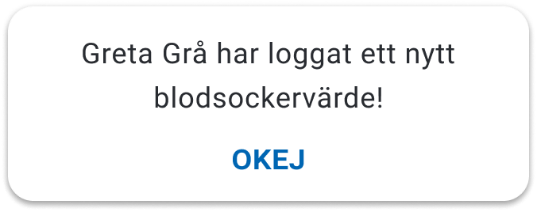 Greta Grå har loggat ett nytt
blodsockervärde!
OKEJ